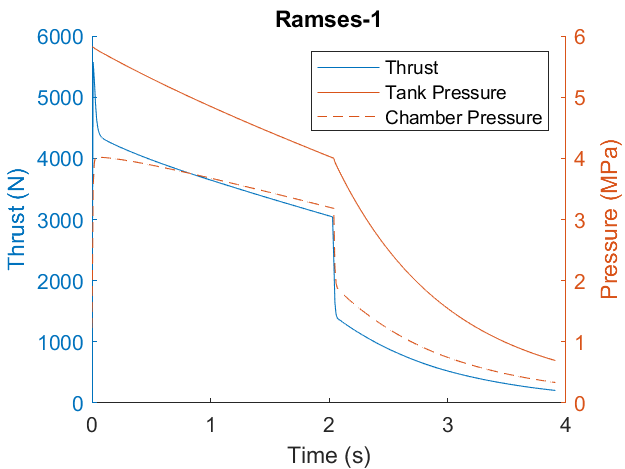 Ramses-1
6000
5000
4000
3000
2000
1000
0
Thrust (N)
6
5
4
3
2
1
0
Pressure (MPa)
Thrust
Tank Pressure
Chamber Pressure
0 1 2 3 4
Time (s)